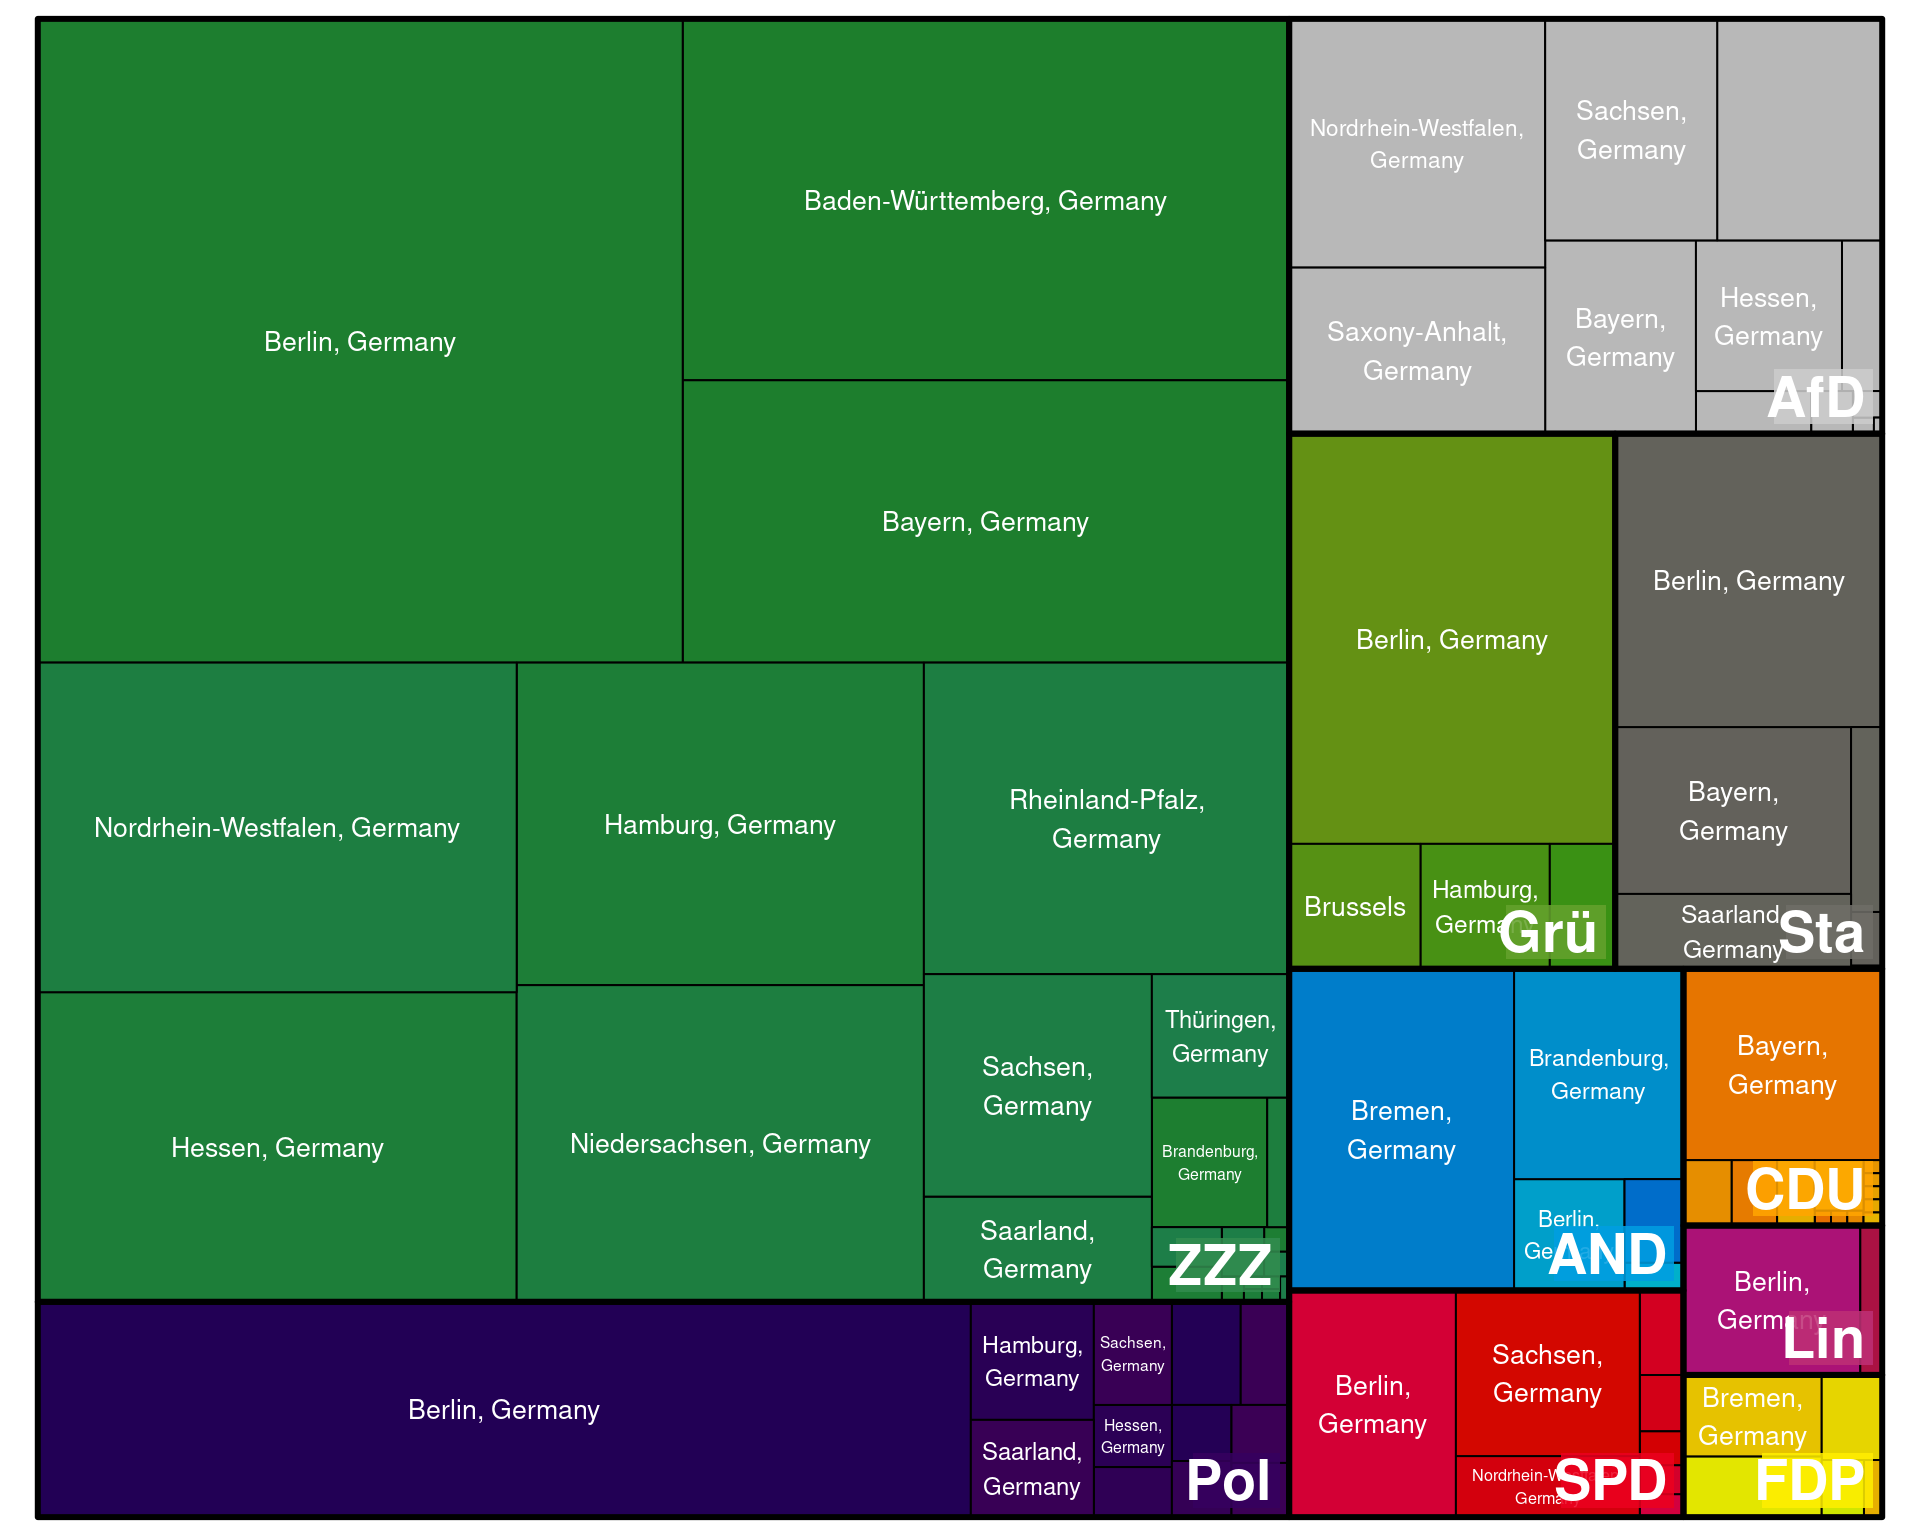 Berlin, Germany
Baden-Württemberg, Germany
Bayern, Germany
Nordrhein-Westfalen, Germany
Hamburg, Germany
Rheinland-Pfalz,
Germany
Hessen, Germany
Niedersachsen, Germany
Sachsen,
Germany
Thüringen,
Germany
Brandenburg,
Germany
Saarland,
Germany
ZZZ
Berlin, Germany
Hamburg,
Germany
Saarland,
Germany
Sachsen,
Germany
Hessen,
Germany
Pol
Nordrhein-Westfalen,
Germany
Sachsen,
Germany
Saxony-Anhalt,
Germany
Bayern,
Germany
Hessen,
Germany
AfD
Berlin, Germany
Brussels
Hamburg,
Germany
Grü
Berlin, Germany
Bayern,
Germany
Saarland
Germany
Sta
Bremen,
Germany
Brandenburg,
Germany
Berlin,
AND
Bayern,
Germany
CDU
Berlin,
Germany
Lin
Berlin,
Germany
Sachsen,
Germany
SPD
Bremen,
Germany
FDP